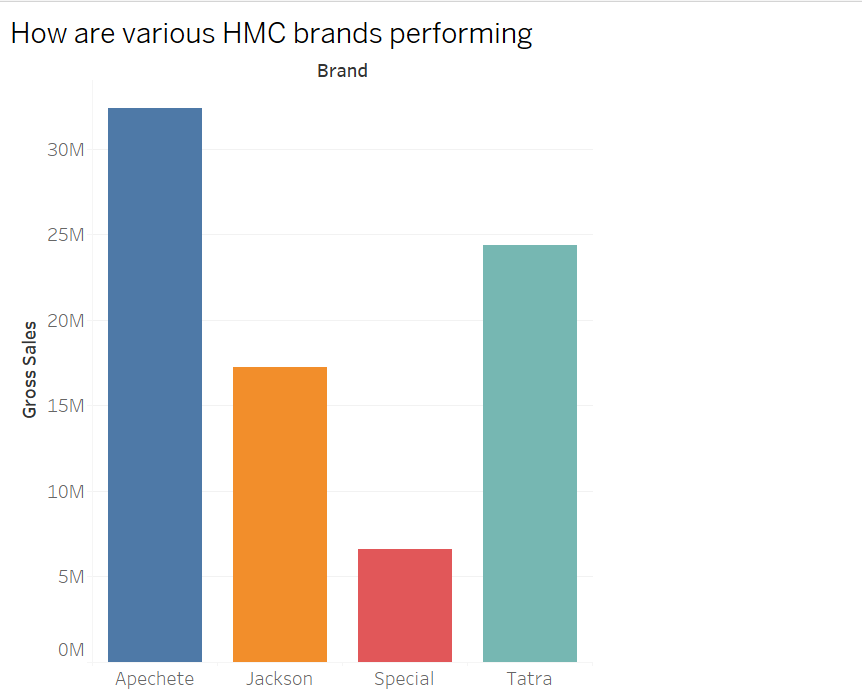 How are various HMC brands performing
Brand
Gross Sales
30M
25M
20M
15M
10M
5M
0M
Apechete Jackson Special Tatra